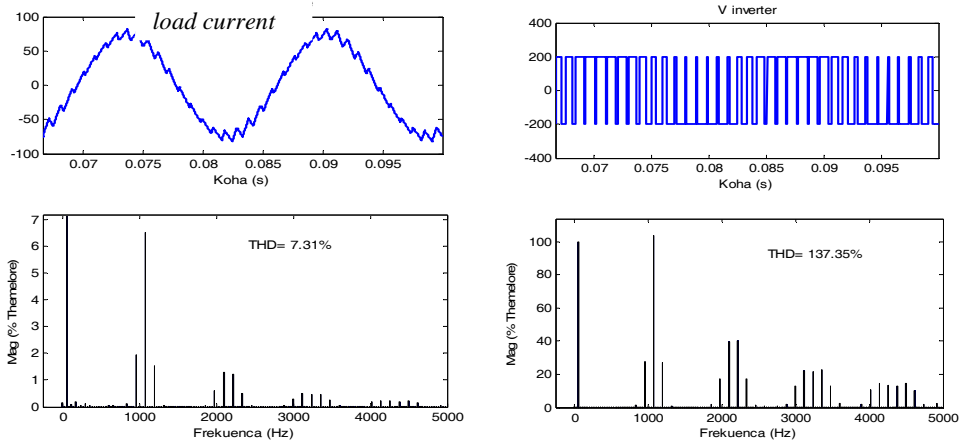 load current
100
50
0
-50
-100
0.07 0.075 0.08 0.085 0.09 0.095
Koha (s)
V inverter
400
200
0
-200
-400
0.07 0.075 0.08 0.085 0.09 0.095
Koha (s)
7
6
5
4
3
2
1
0
Mag (% Themelore)
THD= 7.31%
0 1000 2000 3000 4000 5000
Frekuenca (Hz)
100
80
60
40
20
0
Mag (% Themelore)
THD= 137.35%
0 1000 2000 3000 4000 5000
Frekuenca (Hz)